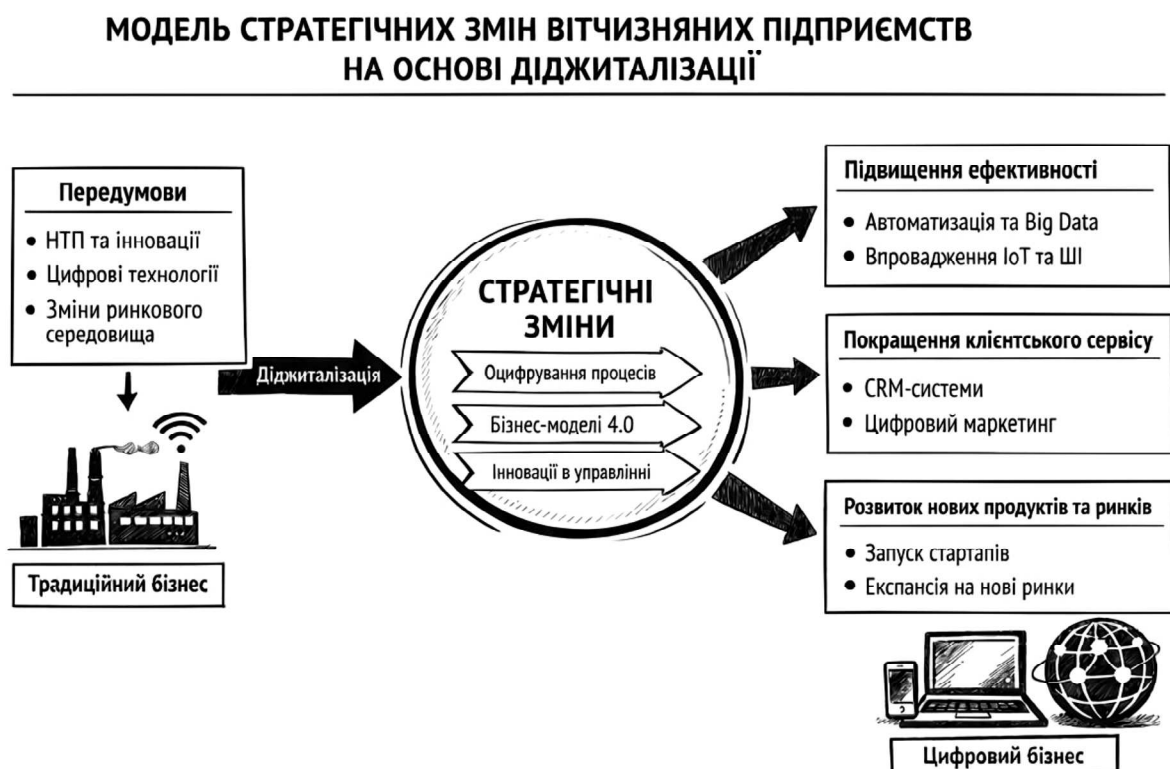 МОДЕЛЬ СТРАТЕГІЧНИХ ЗМІН ВІТЧИЗНЯНИХ ПІДПРИЄМСТВ
НА ОСНОВІ ДІДЖИТАЛІЗАЦІЇ
Передумови
• НТП та інновації
• Цифрові технології
• Зміни ринкового
середовища
Традиційний бізнес
Діджиталізація
СТРАТЕГІЧНІ
ЗМІНИ
Оцифрування процесів
Бізнес-моделі 4.0
Інновації в управлінні
Підвищення ефективності
• Автоматизація та Big Data
• Впровадження IoT та ШІ
Покращення клієнтського сервісу
• CRM-системи
• Цифровий маркетинг
Розвиток нових продуктів та ринків
• Запуск стартапів
• Експансія на нові ринки
Цифровий бізнес